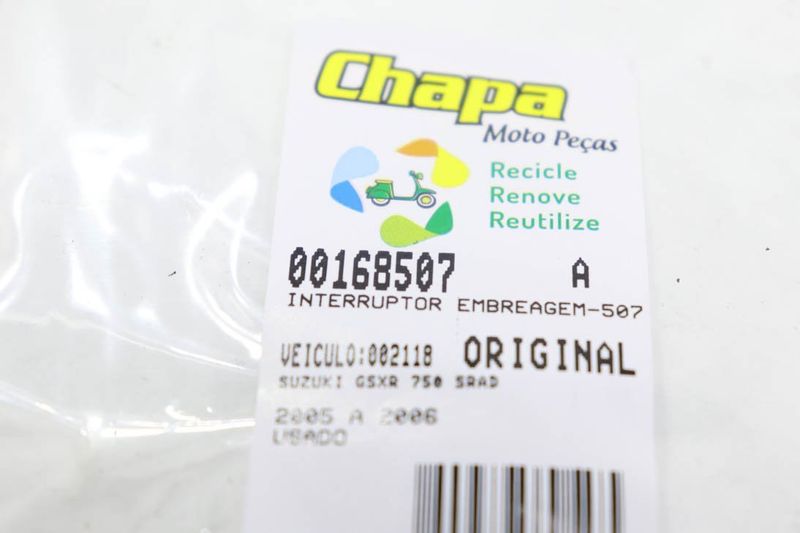 Chapa
Moto Peças
Recicle
Renove
Reutilize
00168507 A
INTERRUPTOR EMBREAGEM-507
VEICULO:002118 ORIGINAL
SUZUKI GSXR 750 SRAD
2005 A 2006
USADO